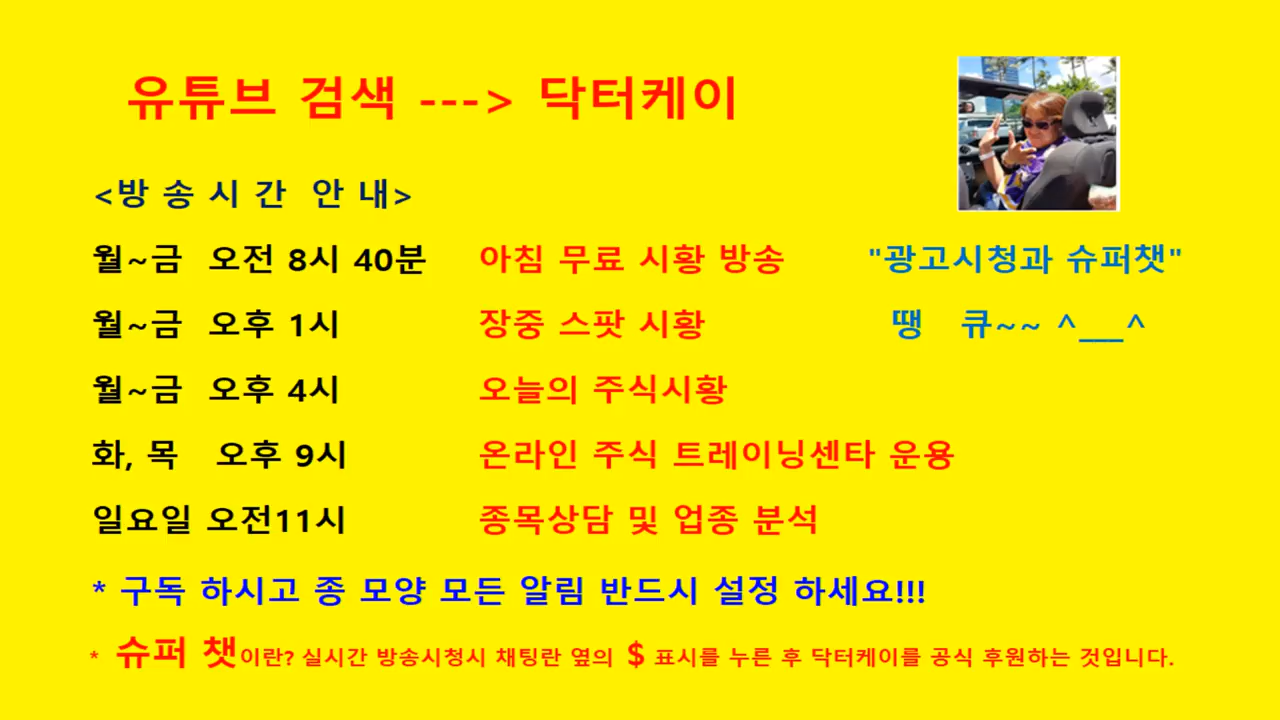 유튜브 검색 ---> 닥터케이
<방 송 시 간 안 내>
월~금 오전 8시 40분 아침 무료 시황 방송 "광고시청과 슈퍼챗"
월~금 오후 1시 장중 스팟 시황 땡 큐~~ ^___^
월~금 오후 4시 오늘의 주식시황
화, 목 오후 9시 온라인 주식 트레이닝센타 운용
일요일 오전11시 종목상담 및 업종 분석
* 구독 하시고 종 모양 모든 알림 반드시 설정 하세요!!!
* 슈퍼 챗이란? 실시간 방송시청시 채팅란 옆의 $ 표시를 누른 후 닥터케이를 공식 후원하는 것입니다.